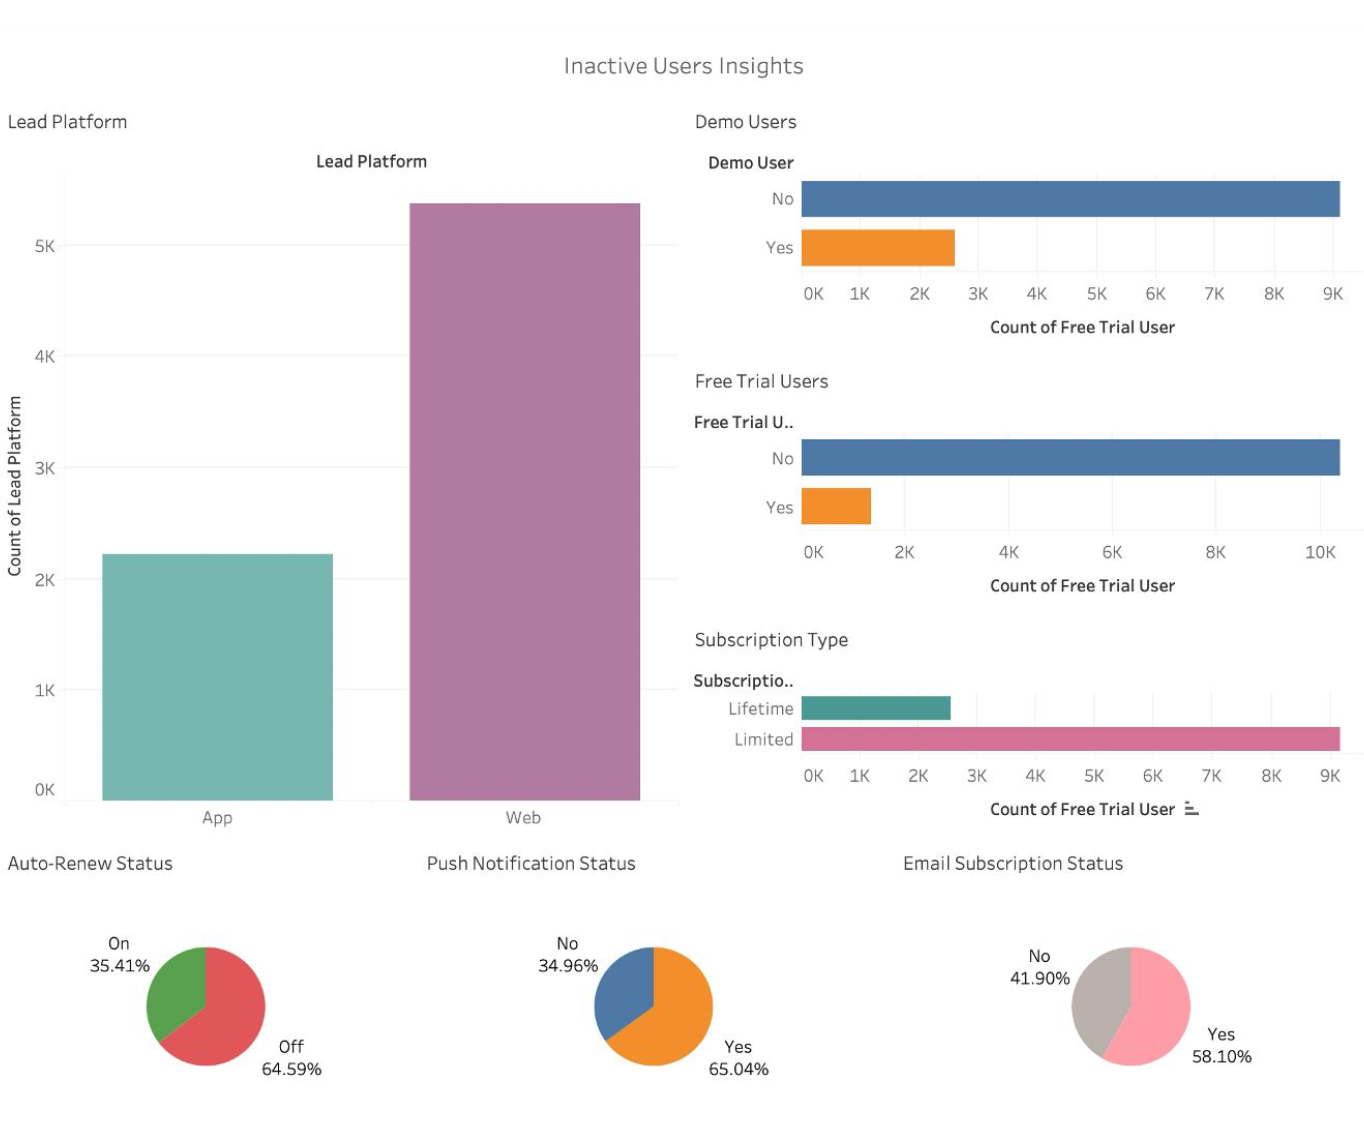 Inactive Users Insights
Lead Platform
Lead Platform
Count of Lead Platform
5K
4K
3K
2K
1K
0K
App
Web
Demo Users
Demo User
No
Yes
0K 1K 2K 3K 4K 5K 6K 7K 8K 9K
Count of Free Trial User
Free Trial Users
Free Trial U..
No
Yes
0K 2K 4K 6K 8K 10K
Count of Free Trial User
Subscription Type
Subscriptio..
Lifetime
Limited
0K 1K 2K 3K 4K 5K 6K 7K 8K 9K
Count of Free Trial User
Auto-Renew Status
On
35.41%
Off
64.59%
Push Notification Status
No
34.96%
Yes
65.04%
Email Subscription Status
No
41.90%
Yes
58.10%